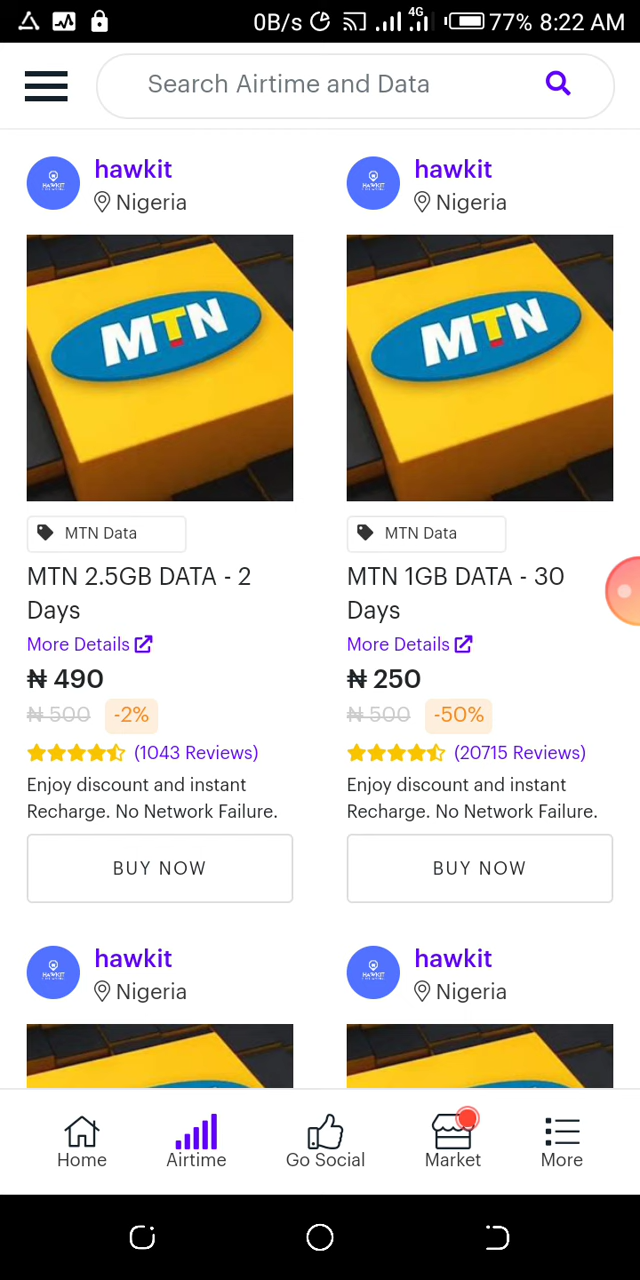 0B/s 4G 77% 8:22 AM
Search Airtime and Data
hawkit
Nigeria
hawkit
Nigeria
MTN
MTN
MTN Data
MTN 2.5GB DATA - 2
Days
More Details
₦ 490
₦ 500 -2%
(1043 Reviews)
Enjoy discount and instant
Recharge. No Network Failure.
BUY NOW
MTN Data
MTN 1GB DATA - 30
Days
More Details
₦ 250
₦ 500 -50%
(20715 Reviews)
Enjoy discount and instant
Recharge. No Network Failure.
BUY NOW
hawkit
Nigeria
hawkit
Nigeria
Home
Airtime
Go Social
Market
More